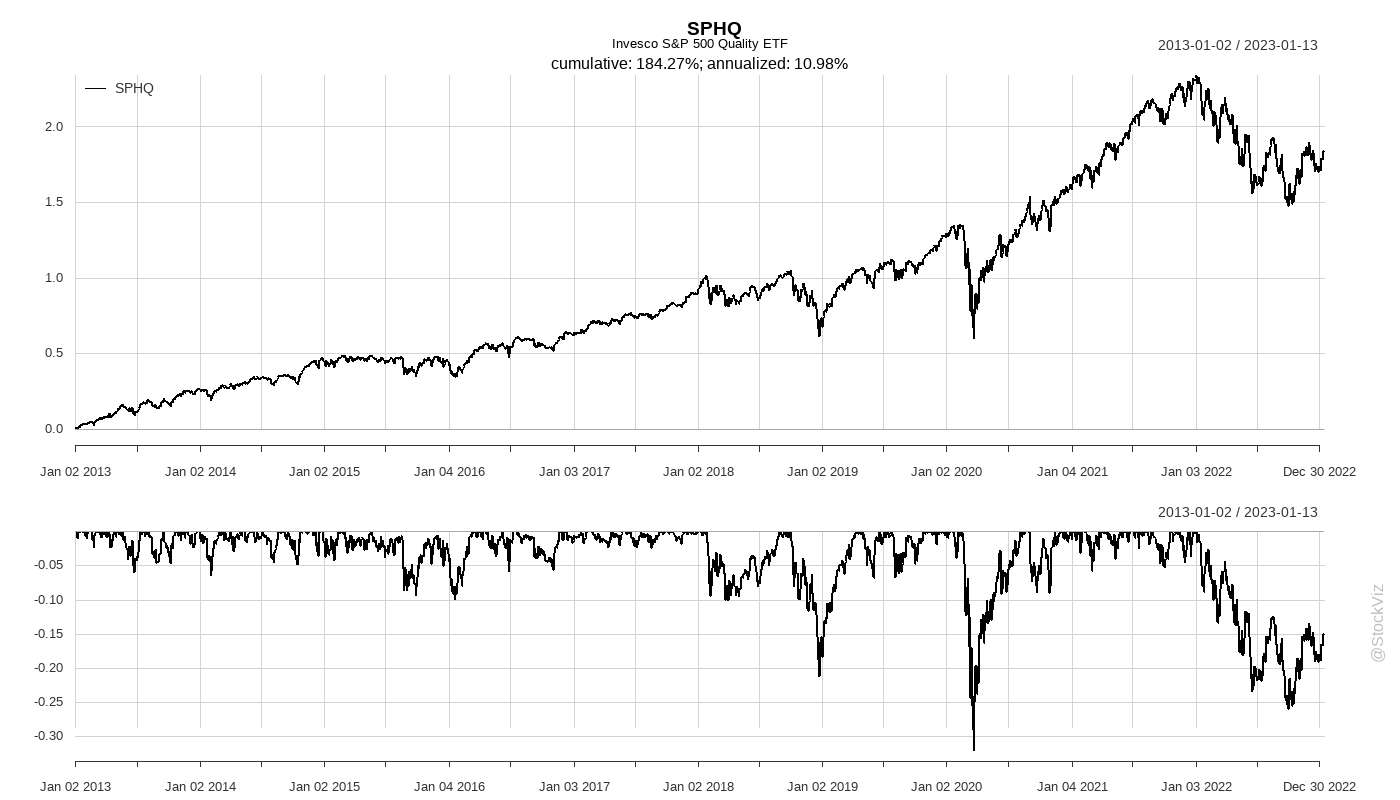 SPHQ
Invesco S&P 500 Quality ETF
2013-01-02 / 2023-01-13
cumulative: 184.27%; annualized: 10.98%
SPHQ
2.0
1.5
1.0
0.5
0.0
Jan 02 2013 Jan 02 2014 Jan 02 2015 Jan 04 2016 Jan 03 2017 Jan 02 2018 Jan 02 2019 Jan 02 2020 Jan 04 2021 Jan 03 2022 Dec 30 2022
2013-01-02 / 2023-01-13
-0.05
-0.10
-0.15
-0.20
-0.25
-0.30
@StockViz
Jan 02 2013 Jan 02 2014 Jan 02 2015 Jan 04 2016 Jan 03 2017 Jan 02 2018 Jan 02 2019 Jan 02 2020 Jan 04 2021 Jan 03 2022 Dec 30 2022